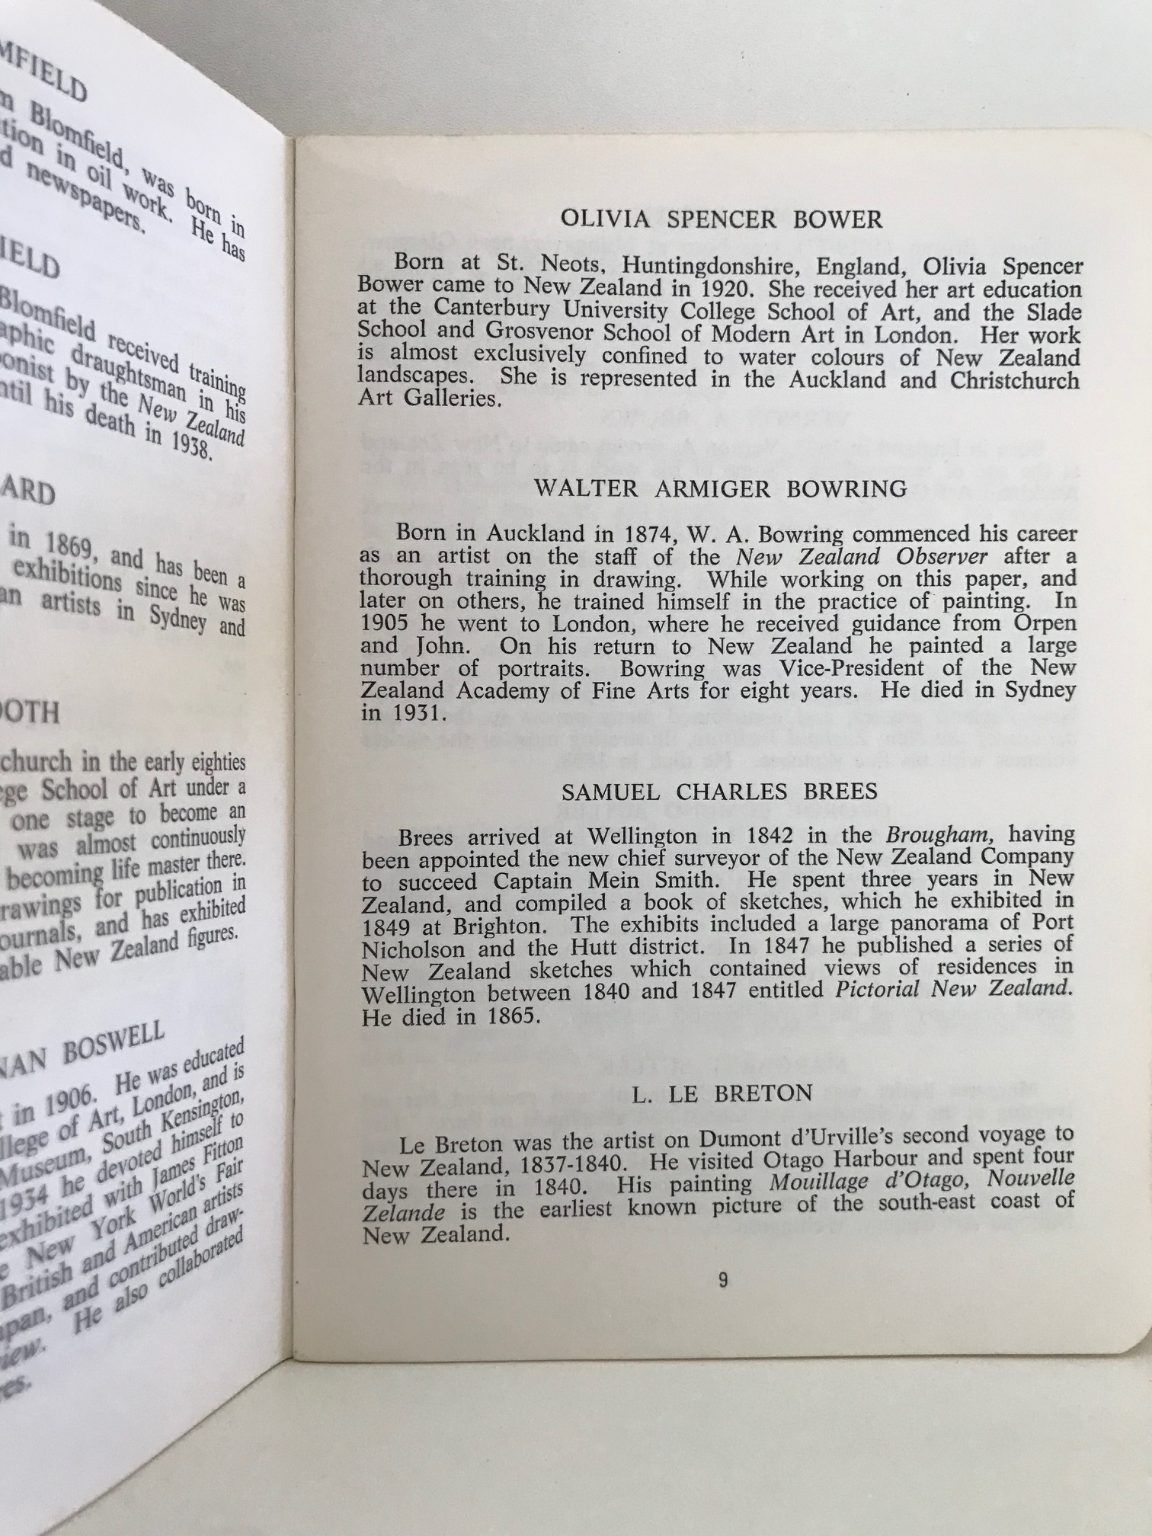 MFIELD
Blomfield, was born in
tion in oil work. He has
d newspapers.
IELD
Blomfield received training
aphic draughtsman in his
onist by the New Zealand
ntil his death in 1938.
ARD
in 1869, and has been a
exhibitions since he was
an artists in Sydney and
OOTH
church in the early eighties
ege School of Art under a
one stage to become an
was almost continuously
becoming life master there.
rawings for publication in
ournals, and has exhibited
able New Zealand figures.
NAN BOSWELL
t in 1906. He was educated
llege of Art, London, and is
Museum, South Kensington,
1934 he devoted himself to
exhibited with James Fitton
e New York World's Fair
British and American artists
apan, and contributed draw-
view. He also collaborated
res.
OLIVIA SPENCER BOWER
Born at St. Neots, Huntingdonshire, England, Olivia Spencer
Bower came to New Zealand in 1920. She received her art education
at the Canterbury University College School of Art, and the Slade
School and Grosvenor School of Modern Art in London. Her work
is almost exclusively confined to water colours of New Zealand
landscapes. She is represented in the Auckland and Christchurch
Art Galleries.
WALTER ARMIGER BOWRING
Born in Auckland in 1874, W. A. Bowring commenced his career
as an artist on the staff of the New Zealand Observer after a
thorough training in drawing. While working on this paper, and
later on others, he trained himself in the practice of painting. In
1905 he went to London, where he received guidance from Orpen
and John. On his return to New Zealand he painted a large
number of portraits. Bowring was Vice-President of the New
Zealand Academy of Fine Arts for eight years. He died in Sydney
in 1931.
SAMUEL CHARLES BREES
Brees arrived at Wellington in 1842 in the Brougham, having
been appointed the new chief surveyor of the New Zealand Company
to succeed Captain Mein Smith. He spent three years in New
Zealand, and compiled a book of sketches, which he exhibited in
1849 at Brighton. The exhibits included a large panorama of Port
Nicholson and the Hutt district. In 1847 he published a series of
New Zealand sketches which contained views of residences in
Wellington between 1840 and 1847 entitled Pictorial New Zealand.
He died in 1865.
L. LE BRETON
Le Breton was the artist on Dumont d'Urville's second voyage to
New Zealand, 1837-1840. He visited Otago Harbour and spent four
days there in 1840. His painting Mouillage d'Otago, Nouvelle
Zelande is the earliest known picture of the south-east coast of
New Zealand.
9